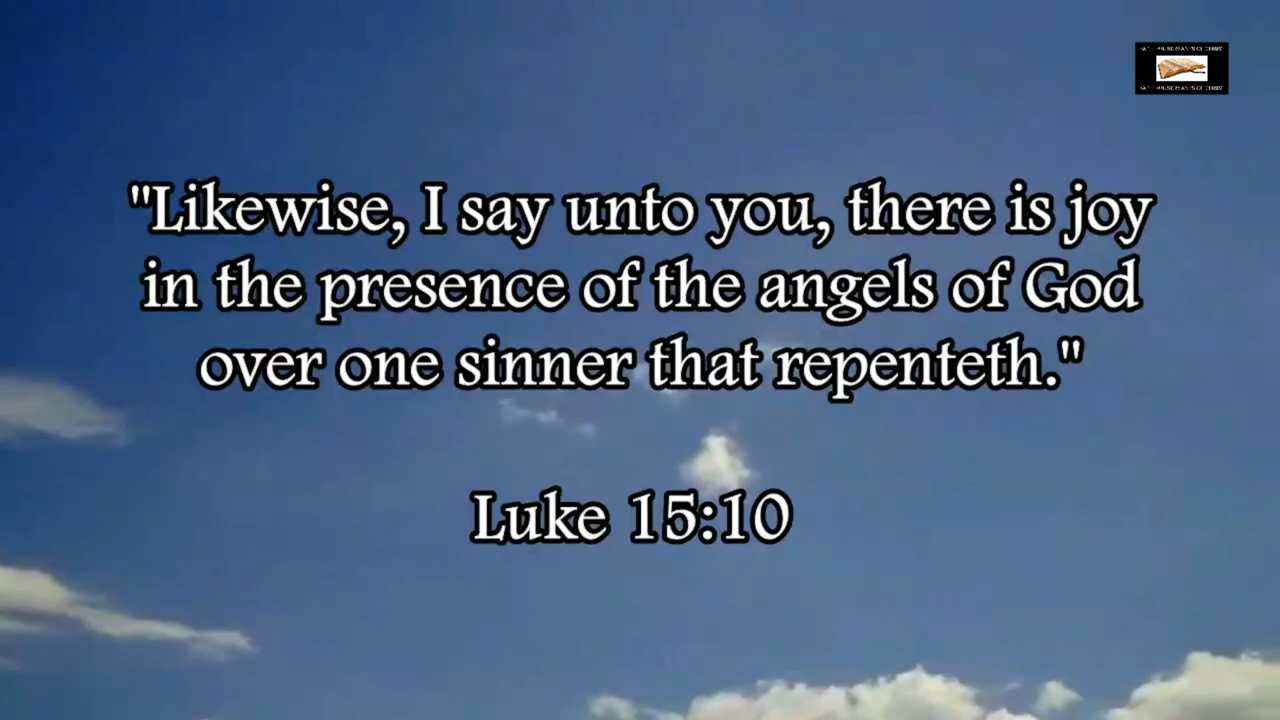 "Likewise, I say unto you, there is joy
in the presence of the angels of God
over one sinner that repenteth."
Luke 15:10